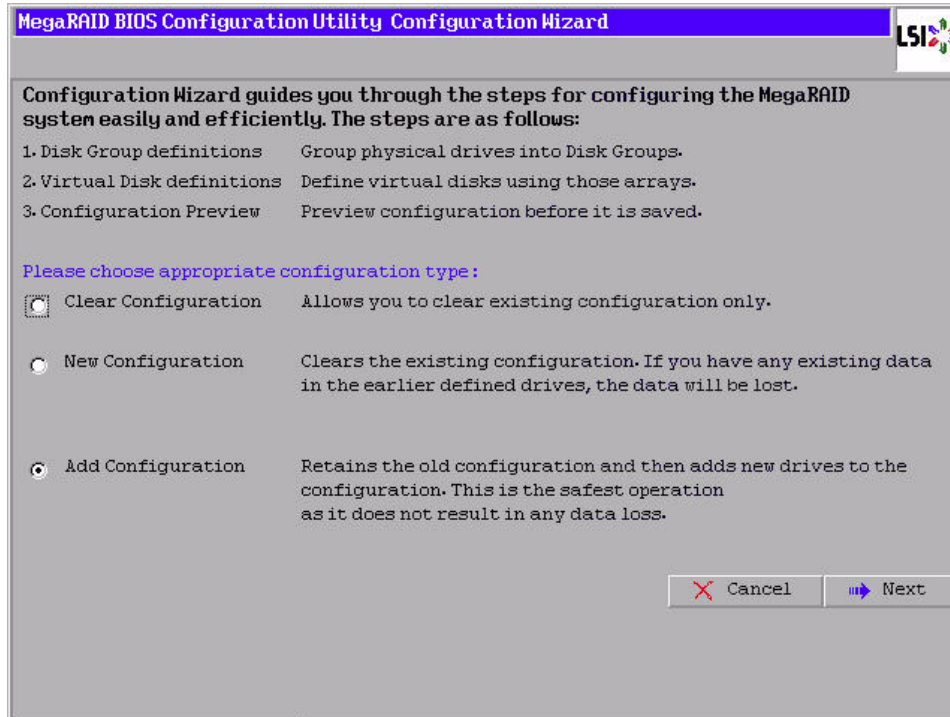 MegaRAID BIOS Configuration Utility Configuration Wizard
LSI
Configuration Wizard guides you through the steps for configuring the MegaRAID
system easily and efficiently. The steps are as follows:
1. Disk Group definitions Group physical drives into Disk Groups.
2. Virtual Disk definitions Define virtual disks using those arrays.
3. Configuration Preview Preview configuration before it is saved.
Please choose appropriate configuration type:
Clear Configuration Allows you to clear existing configuration only.
New Configuration Clears the existing configuration. If you have any existing data
in the earlier defined drives, the data will be lost.
Add Configuration Retains the old configuration and then adds new drives to the
configuration. This is the safest operation
as it does not result in any data loss.
Cancel Next